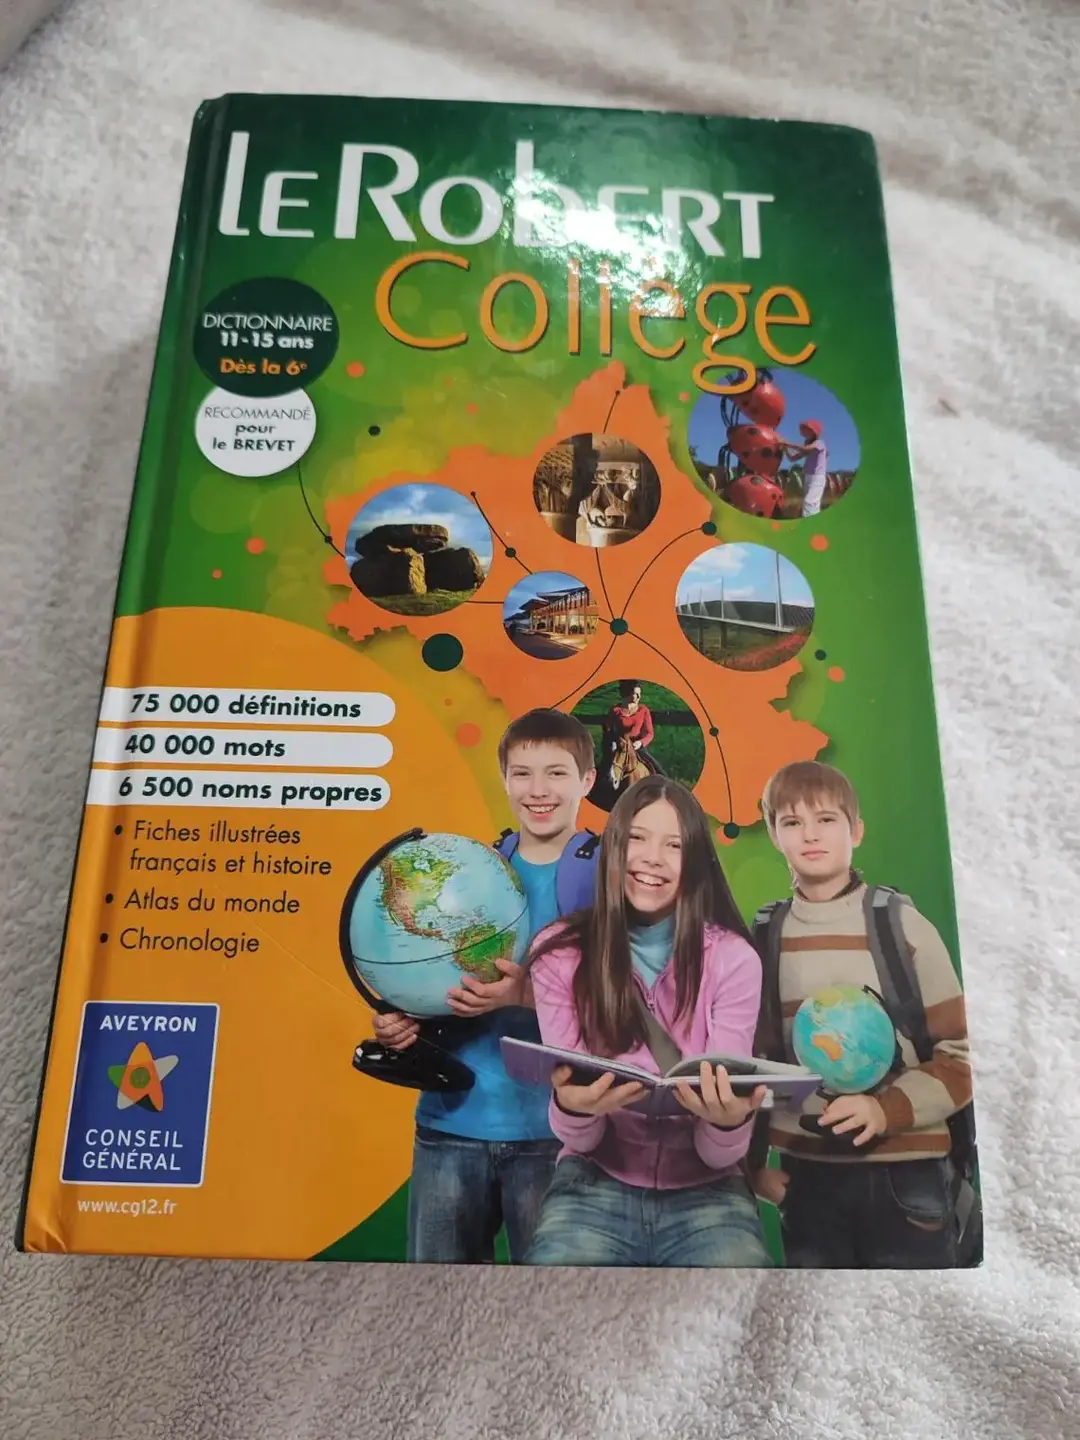 LE ROBERT
Collège
DICTIONNAIRE
11-15 ans
Dès la 6e
RECOMMANDÉ
pour
le BREVET
75 000 définitions
40 000 mots
6 500 noms propres
• Fiches illustrées
français et histoire
• Atlas du monde
• Chronologie
AVEYRON
CONSEIL
GÉNÉRAL
www.cg12.fr